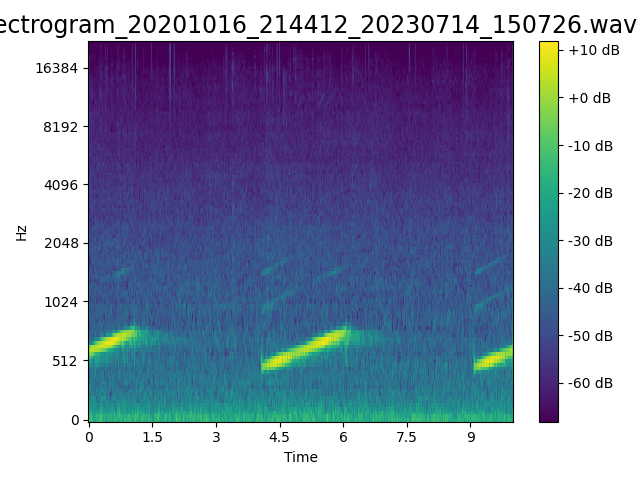 ectrogram_20201016_214412_20230714_150726.wav
16384
8192
4096
2048
1024
512
0
Hz
0 1.5 3 4.5 6 7.5 9
Time
+10 dB
+0 dB
-10 dB
-20 dB
-30 dB
-40 dB
-50 dB
-60 dB